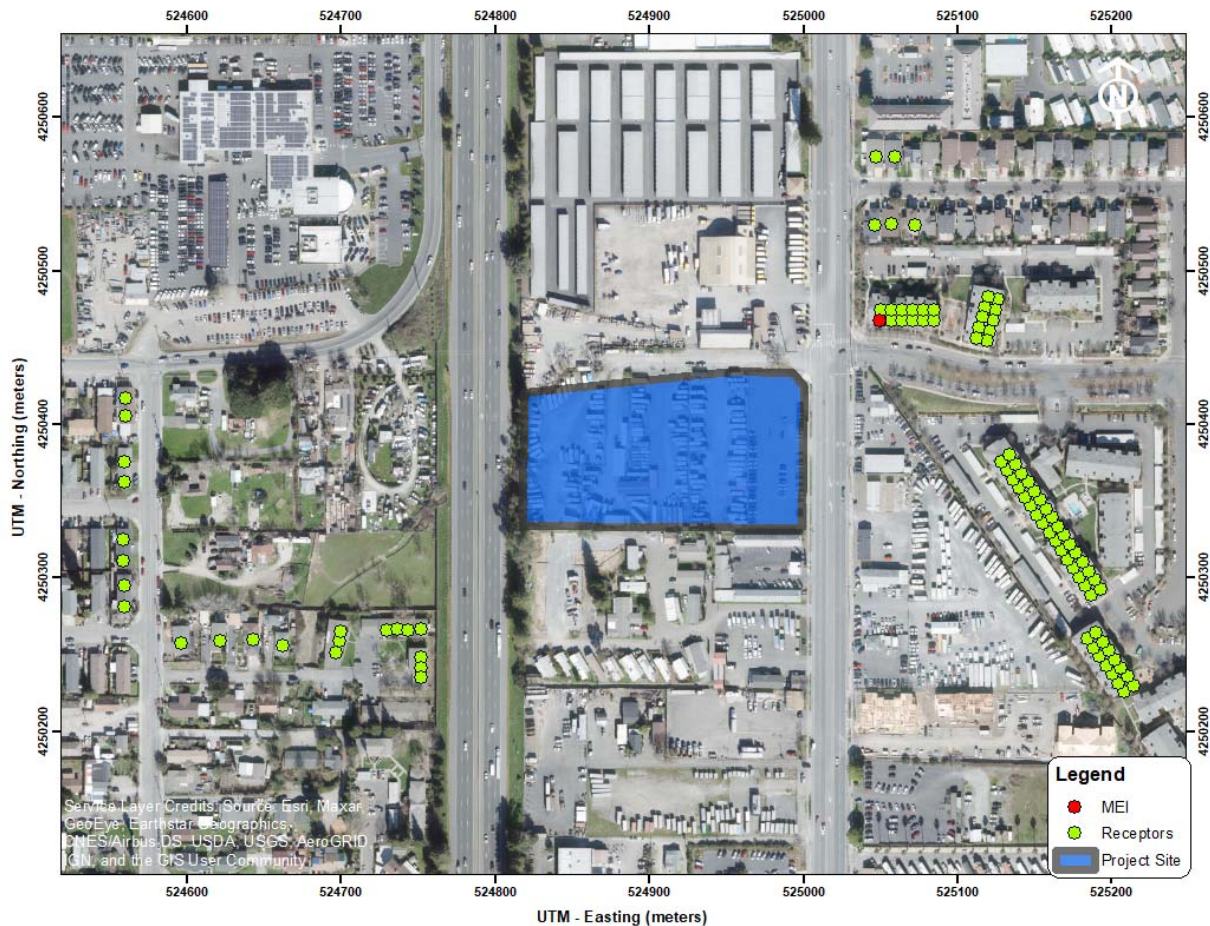 524600 524700 524800 524900 525000 525100 525200
4250600 4250600
N
4250500 4250500
4250400 4250400
4250300 4250300
4250200 4250200
UTM - Northing (meters)
Legend
MEI
Receptors
Project Site
Service Layer Credits: Source: Esri, Maxar,
GeoEye, Earthstar Geographics,
CNES/Airbus DS, USDA, USGS, AeroGRID,
IGN, and the GIS User Community
524600 524700 524800 524900 525000 525100 525200
UTM - Easting (meters)